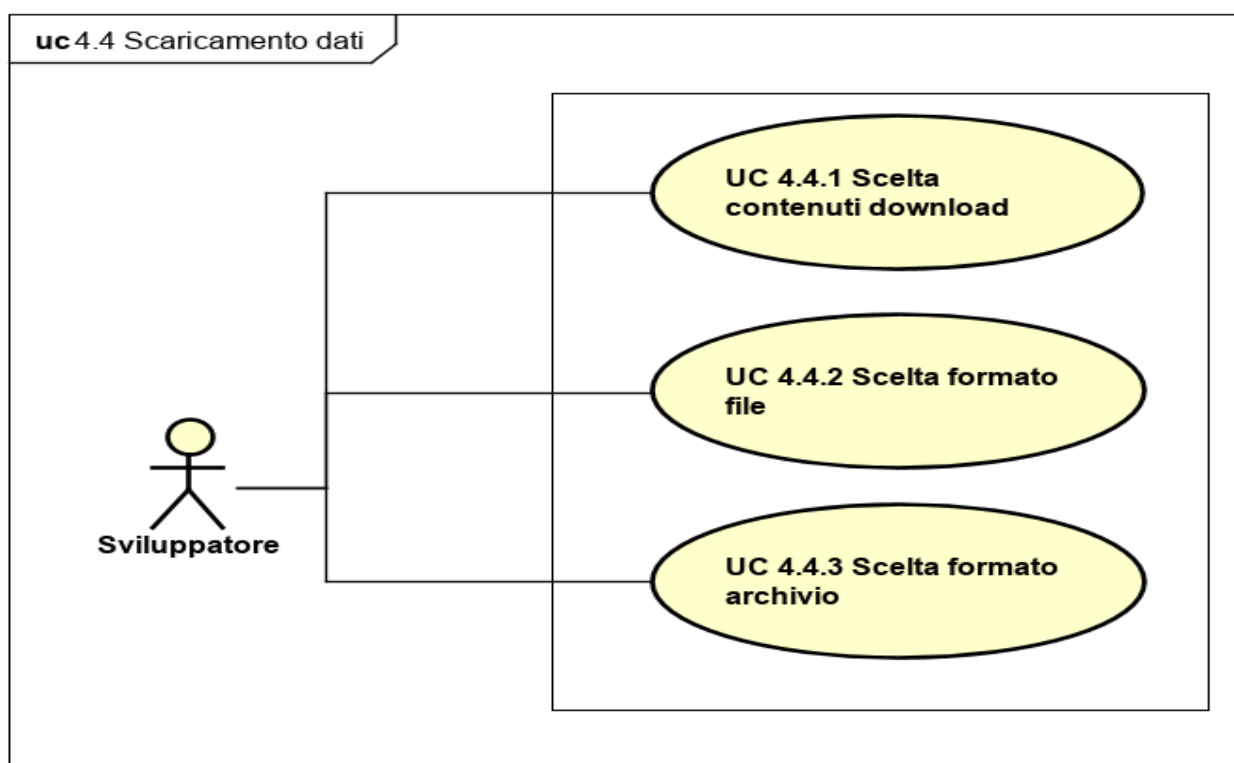 uc 4.4 Scaricamento dati
UC 4.4.1 Scelta
contenuti download
UC 4.4.2 Scelta formato
file
Sviluppatore
UC 4.4.3 Scelta formato
archivio